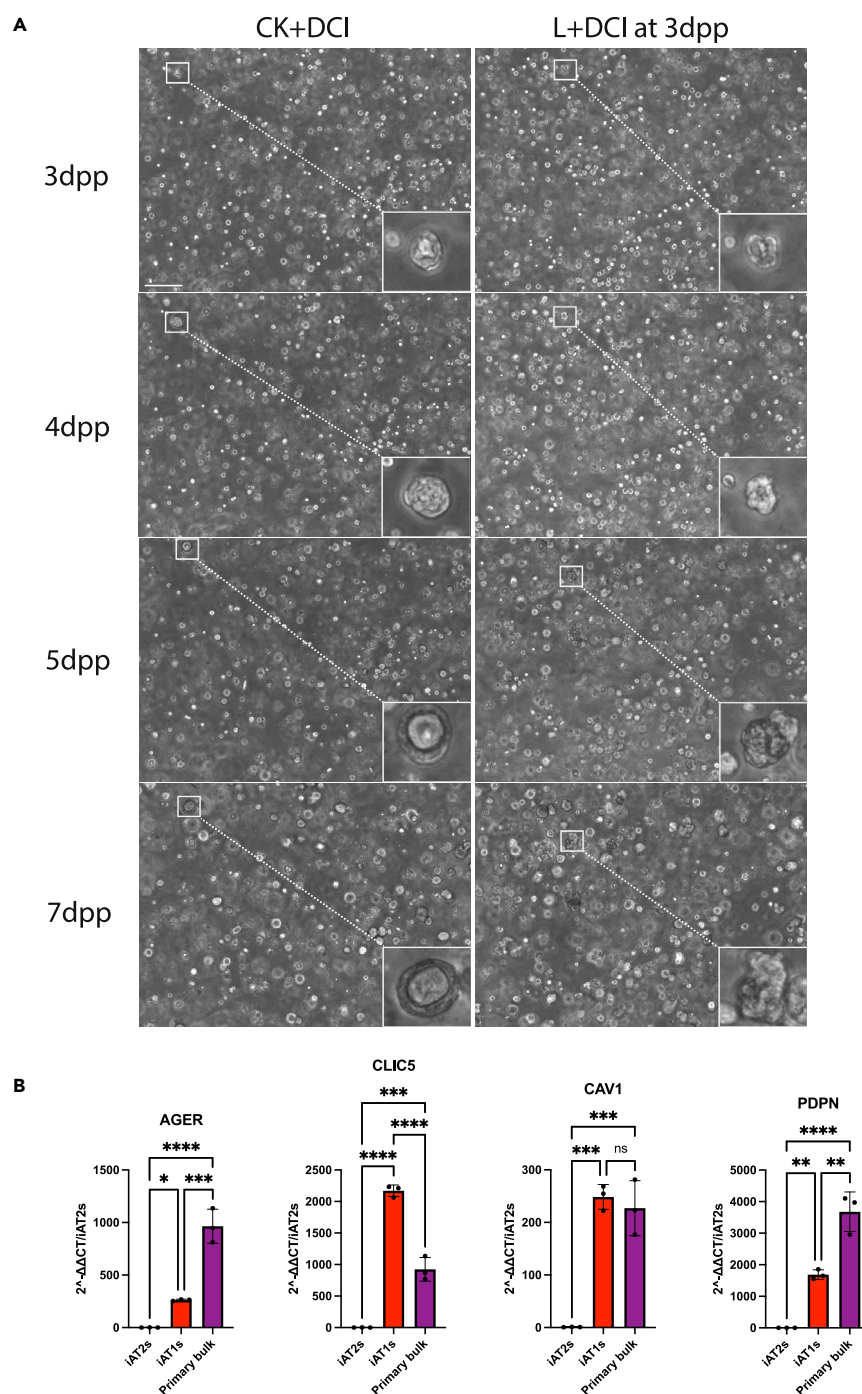 A
CK+DCI
L+DCI at 3dpp
3dpp
4dpp
5dpp
7dpp
B
AGER
**** 
* ***
2^-ΔΔCT/iAT2s
1500
1000
500
0
iAT2s
iAT1s
Primary bulk
CLIC5
***
****
****
2^-ΔΔCT/iAT2s
2500
2000
1500
1000
500
0
iAT2s
iAT1s
Primary bulk
CAV1
***
*** ns
2^-ΔΔCT/iAT2s
300
200
100
0
iAT2s
iAT1s
Primary bulk
PDPN
****
** **
2^-ΔΔCT/iAT2s
5000
4000
3000
2000
1000
0
iAT2s
iAT1s
Primary bulk